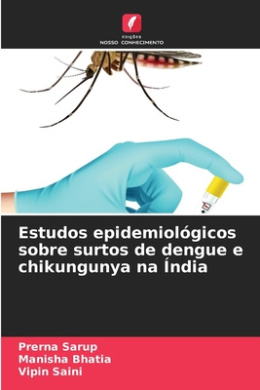 edições
NOSSO CONHECIMENTO
Estudos epidemiológicos
sobre surtos de dengue e
chikungunya na Índia
Prerna Sarup
Manisha Bhatia
Vipin Saini